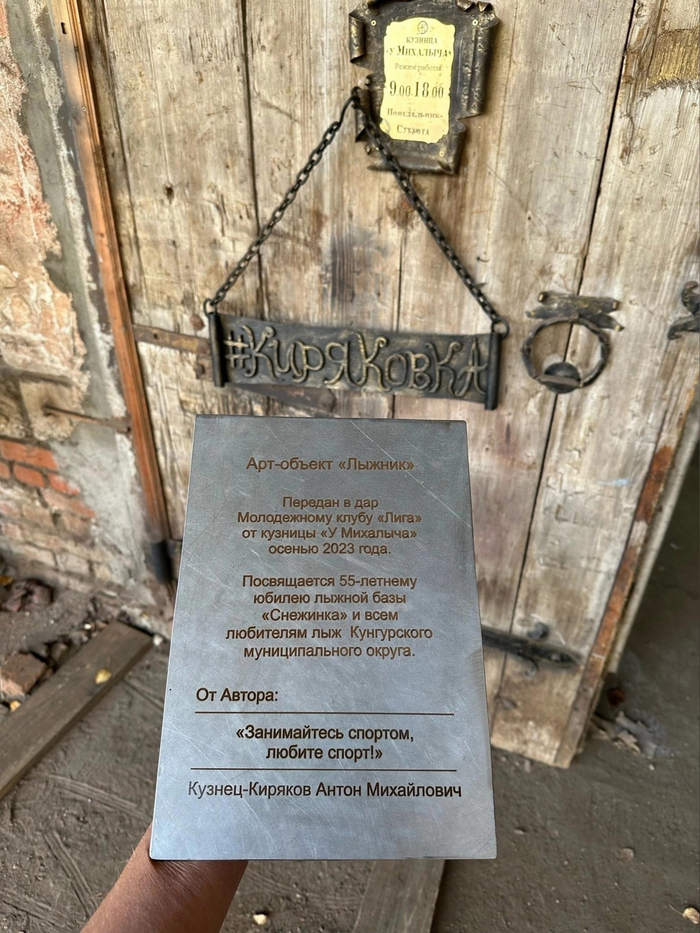 КУЗНИЦА
«У МИХАЛЫЧА»
Режим работы
9.00 18.00
Понедельник-
Суббота
#КИРЯКОВКА
Арт-объект «Лыжник»
Передан в дар
Молодежному клубу «Лига»
от кузницы «У Михалыча»
осенью 2023 года.
Посвящается 55-летнему
юбилею лыжной базы
«Снежинка» и всем
любителям лыж Кунгурского
муниципального округа.
От Автора:
«Занимайтесь спортом,
любите спорт!»
Кузнец-Киряков Антон Михайлович